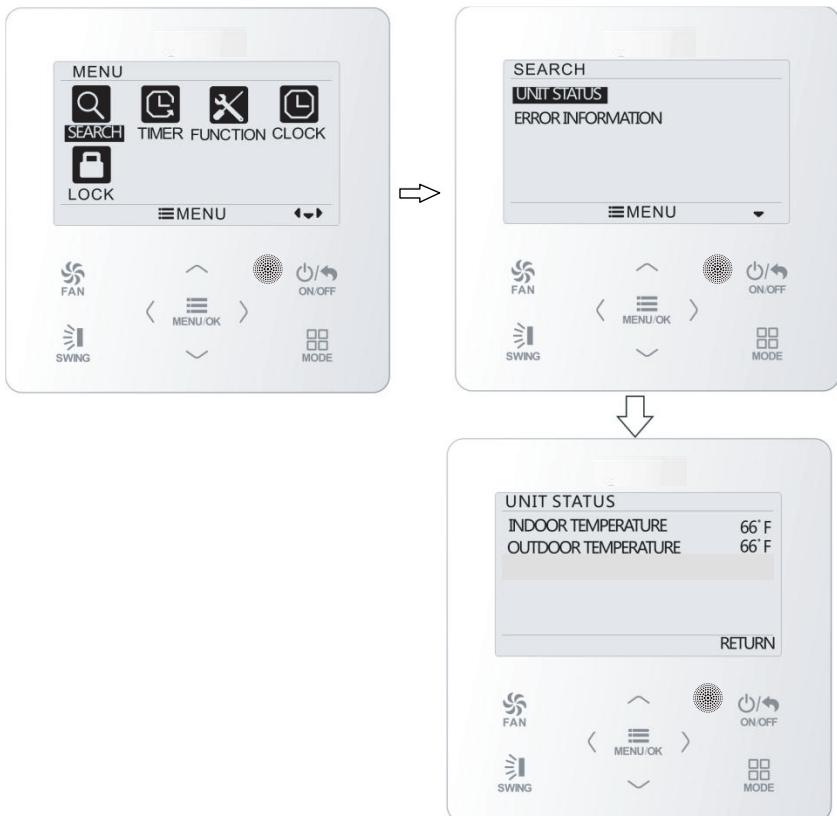 MENU
SEARCH TIMER FUNCTION CLOCK
LOCK
MENU
FAN
ON/OFF
MENU/OK
SWING
MODE
SEARCH
UNIT STATUS
ERROR INFORMATION
MENU
FAN
ON/OFF
MENU/OK
SWING
MODE
UNIT STATUS
INDOOR TEMPERATURE 66°F
OUTDOOR TEMPERATURE 66°F
RETURN
FAN
ON/OFF
MENU/OK
SWING
MODE